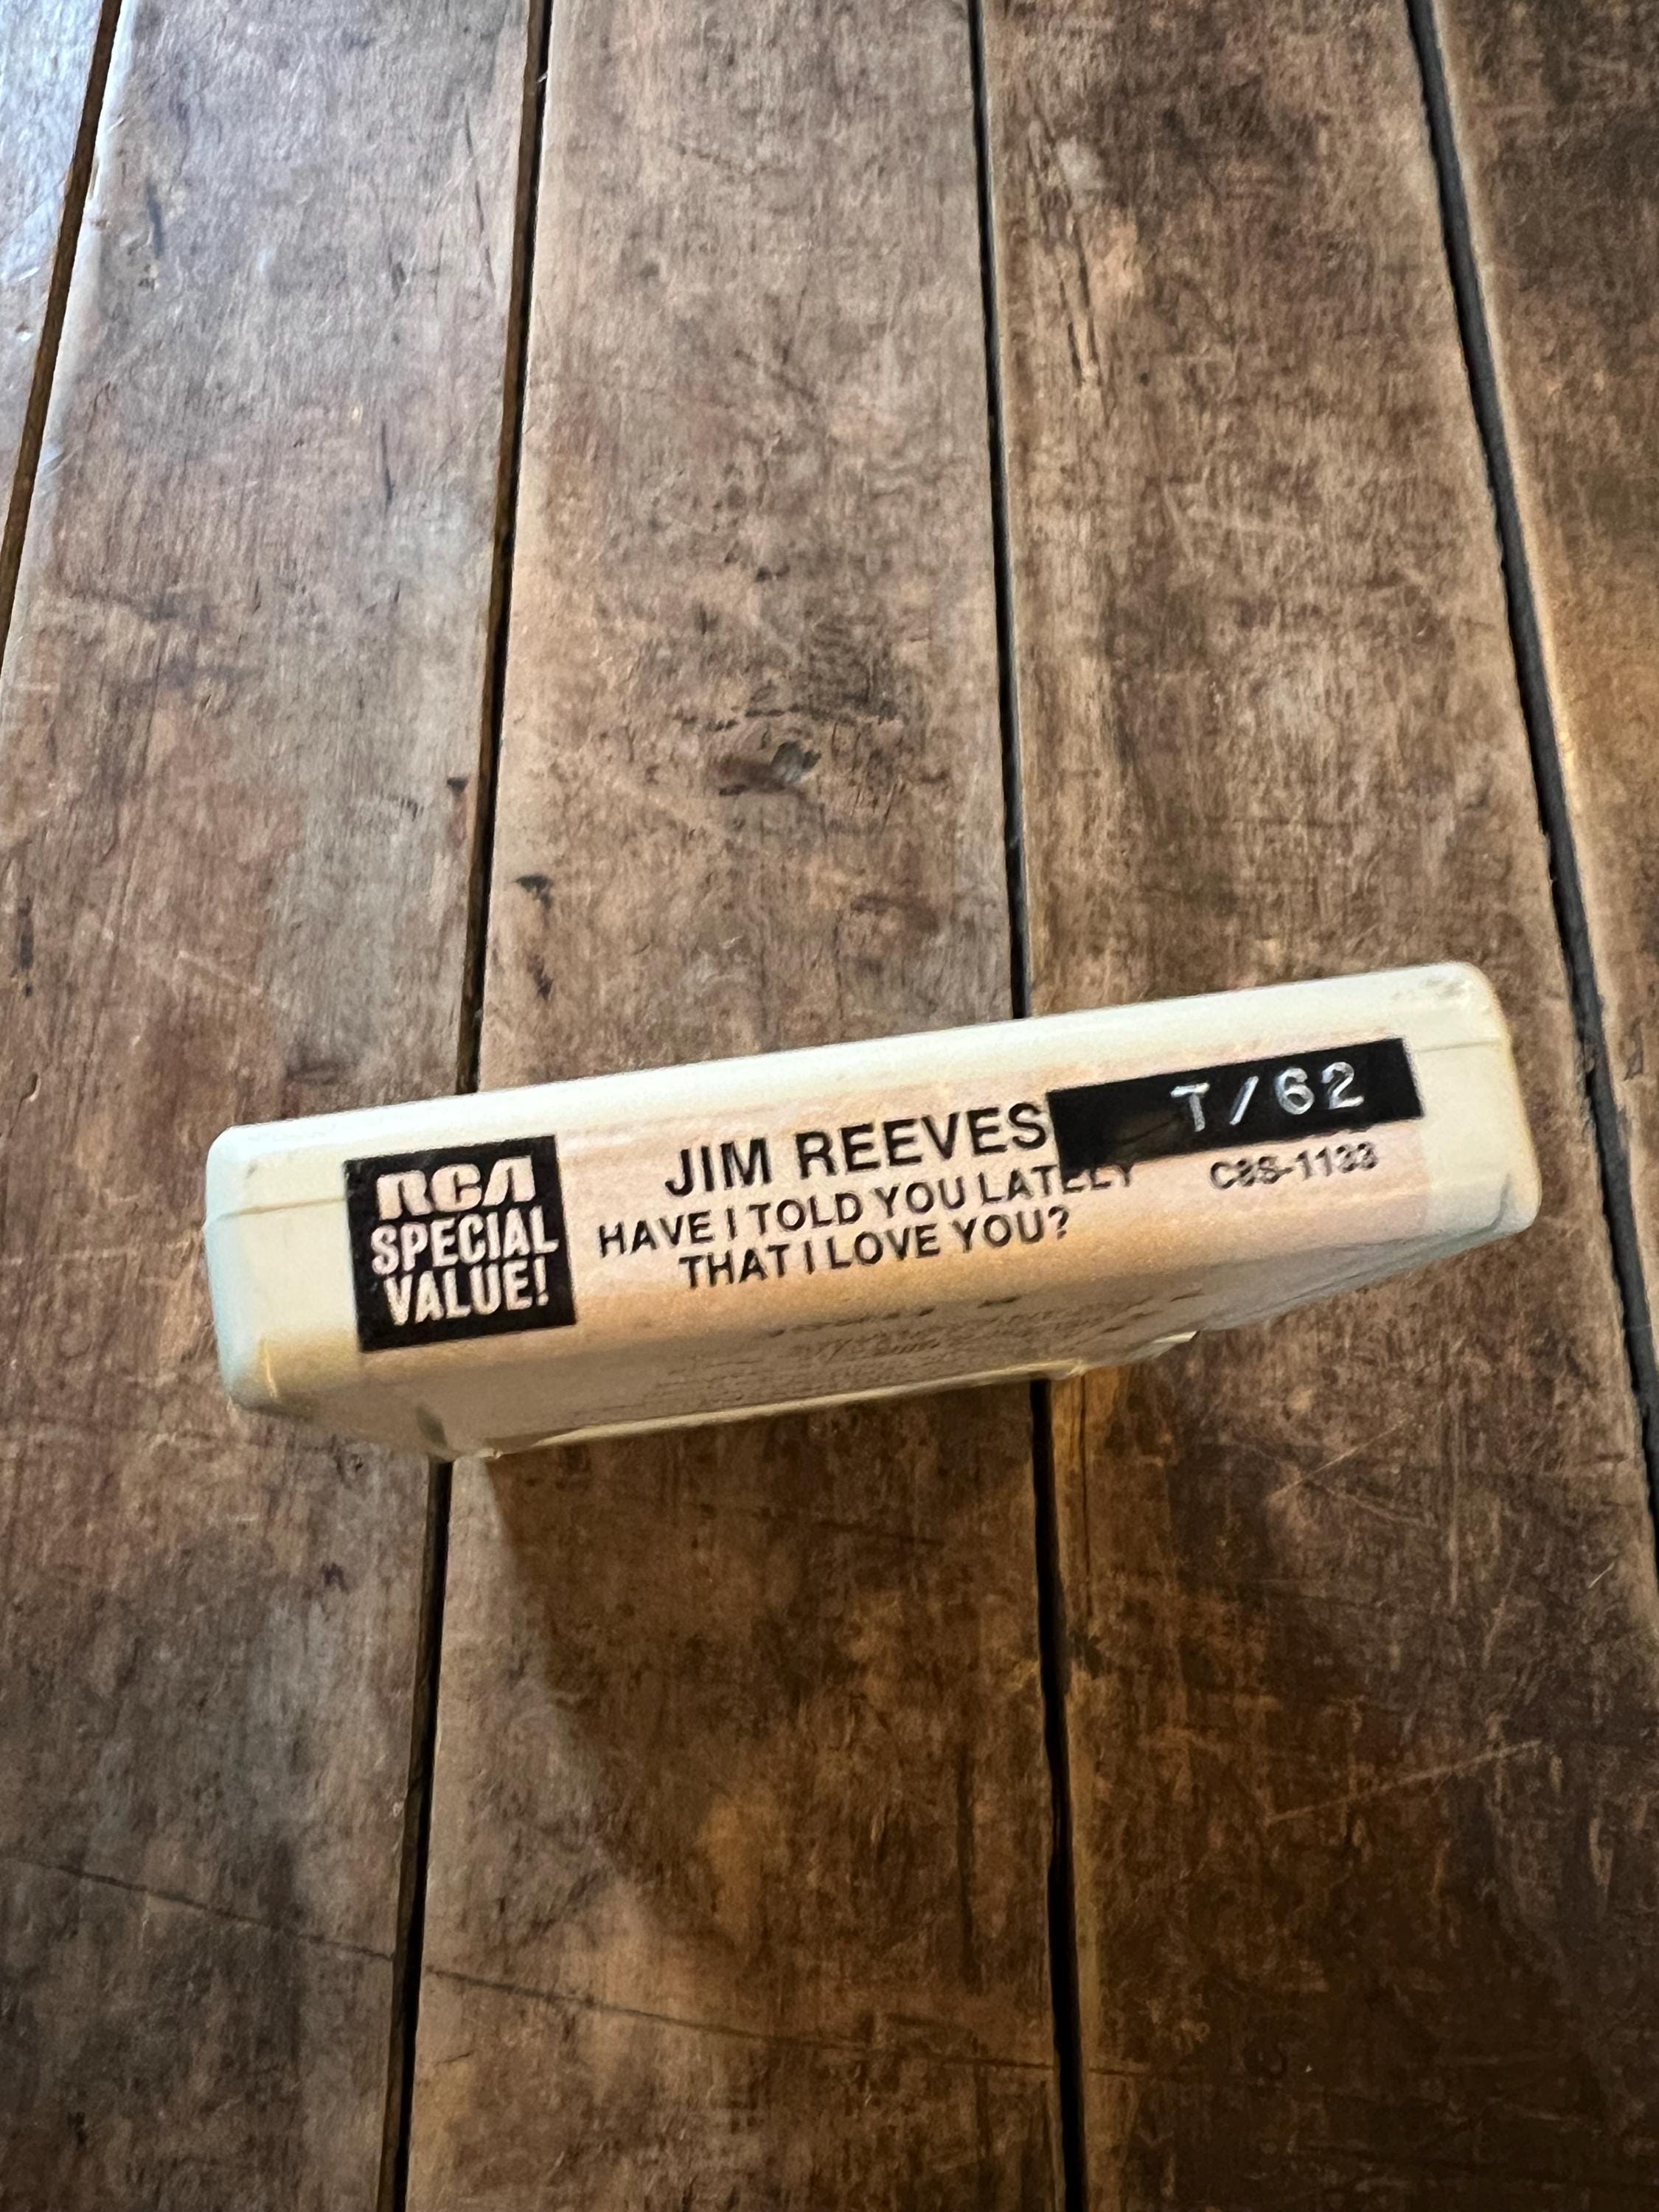 RCA
SPECIAL
VALUE!
JIM REEVES
HAVE I TOLD YOU LATELY
THAT I LOVE YOU?
T/62
C8S-1133